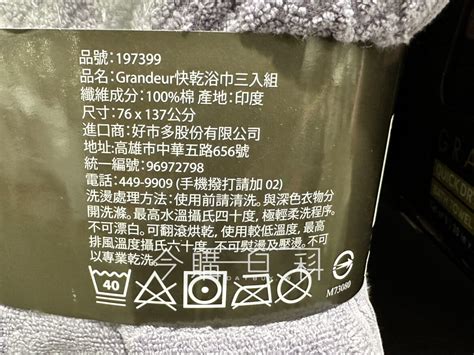 品號：197399
品名：Grandeur快乾浴巾三入組
纖維成分：100%棉 產地：印度
尺寸：76 x 137公分
進口商：好市多股份有限公司
地址：高雄市中華五路656號
統一編號：96972798
電話：449-9909 (手機撥打請加 02)
洗燙處理方法：使用前請清洗。與深色衣物分
開洗滌。最高水溫攝氏四十度，極輕柔洗程序。
不可漂白。可翻滾烘乾，使用較低溫度，最高
排風溫度攝氏六十度。不可熨燙及壓燙。不可
以專業乾洗。
今購百科
40
M73080
GRA